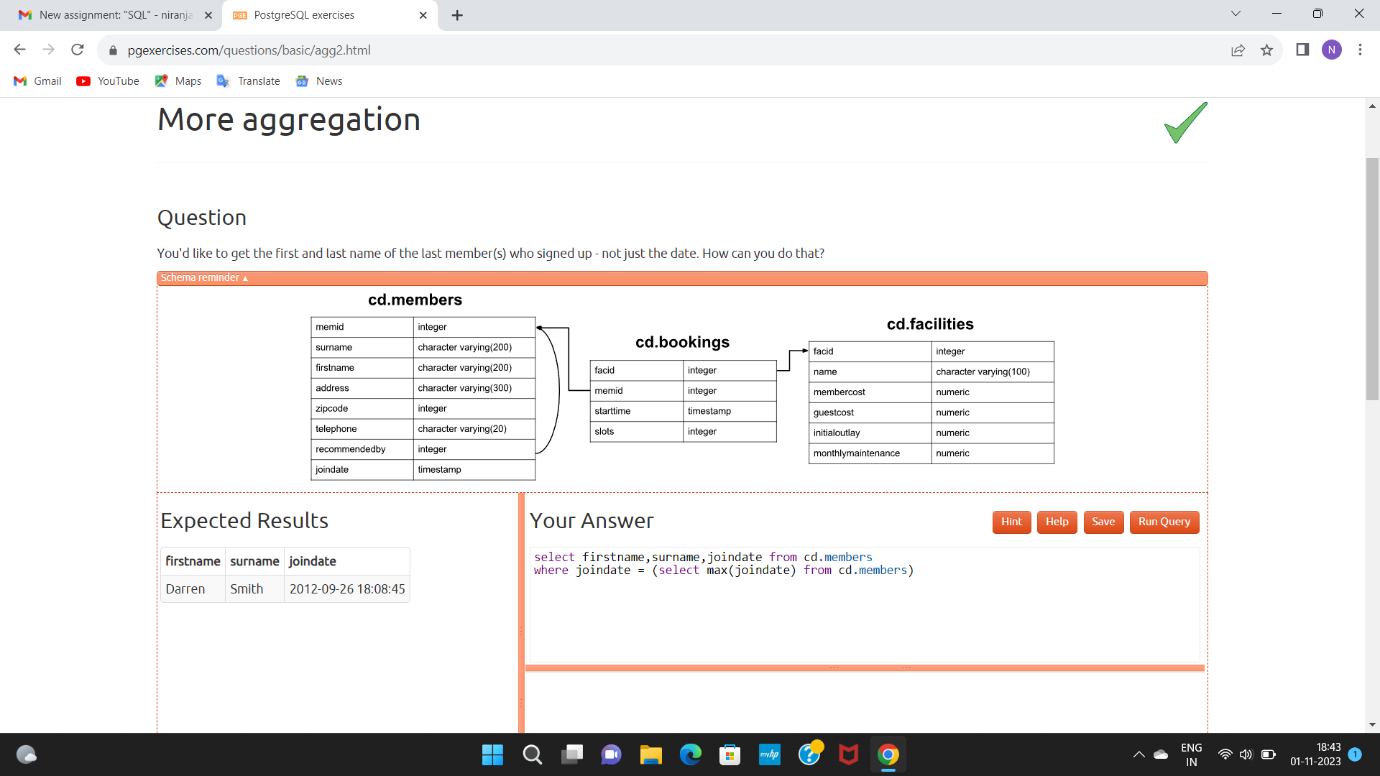 New assignment: "SQL" - niranja
PostgreSQL exercises
pgexercises.com/questions/basic/agg2.html
N
Gmail YouTube Maps Translate News
More aggregation
Question
You'd like to get the first and last name of the last member(s) who signed up - not just the date. How can you do that?
Schema reminder
cd.members
memid integer
surname character varying(200)
firstname character varying(200)
address character varying(300)
zipcode integer
telephone character varying(20)
recommendedby integer
joindate timestamp
cd.bookings
facid integer
memid integer
starttime timestamp
slots integer
cd.facilities
facid integer
name character varying(100)
membercost numeric
guestcost numeric
initialoutlay numeric
monthlymaintenance numeric
Expected Results
firstname surname joindate
Darren Smith 2012-09-26 18:08:45
Your Answer
Hint Help Save Run Query
select firstname,surname,joindate from cd.members
where joindate = (select max(joindate) from cd.members)
ENG
IN
18:43
01-11-2023
1